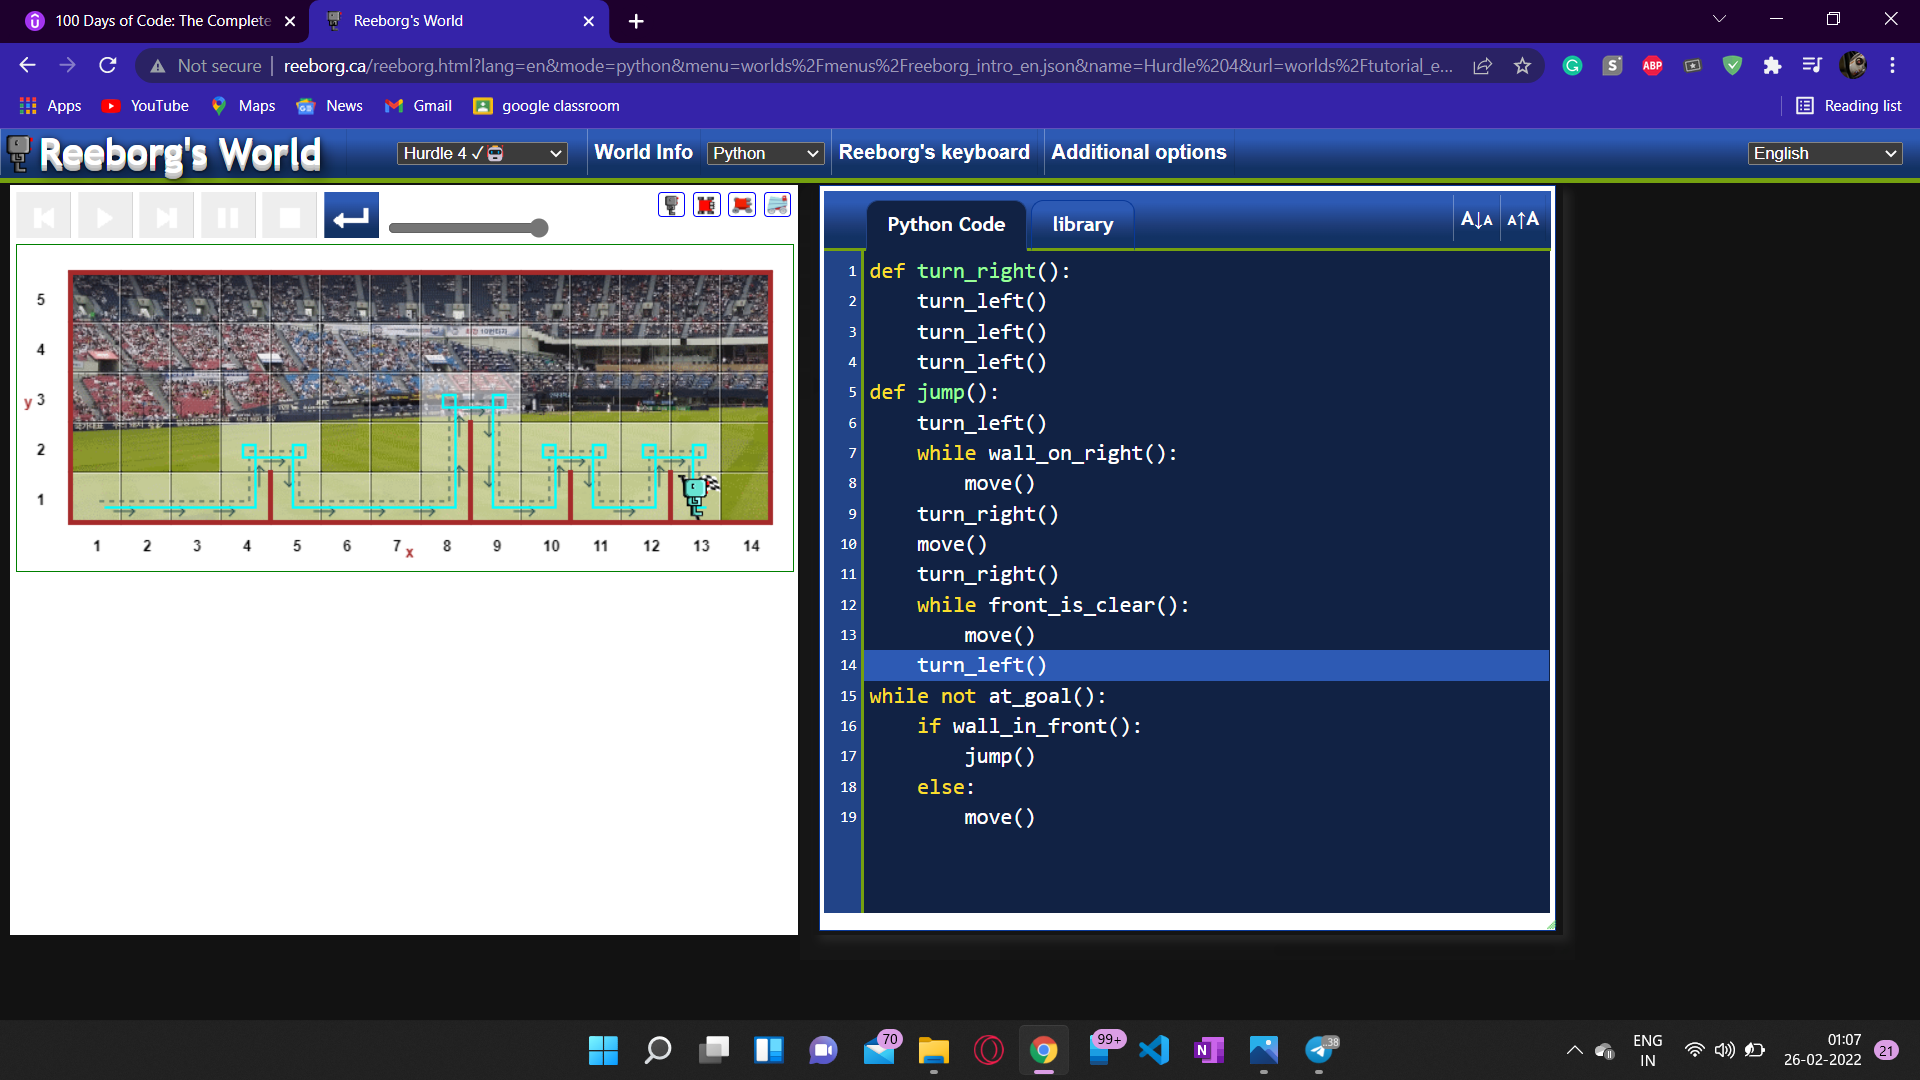 100 Days of Code: The Complete
Reeborg's World
Not secure
reeborg.ca/reeborg.html?lang=en&mode=python&menu=worlds%2Fmenus%2Freeborg_intro_en.json&name=Hurdle%204&url=worlds%2Ftutorial_e...
ABP
Apps
YouTube
Maps
News
Gmail
google classroom
Reading list
Reeborg's World
Hurdle 4 ✓
World Info
Python
Reeborg's keyboard
Additional options
English
Python Code
library
A↓A
A↑A
5
4
y 3
2
1
1 2 3 4 5 6 7 x 8 9 10 11 12 13 14
1 def turn_right():
2     turn_left()
3     turn_left()
4     turn_left()
5 def jump():
6     turn_left()
7     while wall_on_right():
8         move()
9     turn_right()
10     move()
11     turn_right()
12     while front_is_clear():
13         move()
14     turn_left()
15 while not at_goal():
16     if wall_in_front():
17         jump()
18     else:
19         move()
70
99+
38
ENG
IN
01:07
26-02-2022
21